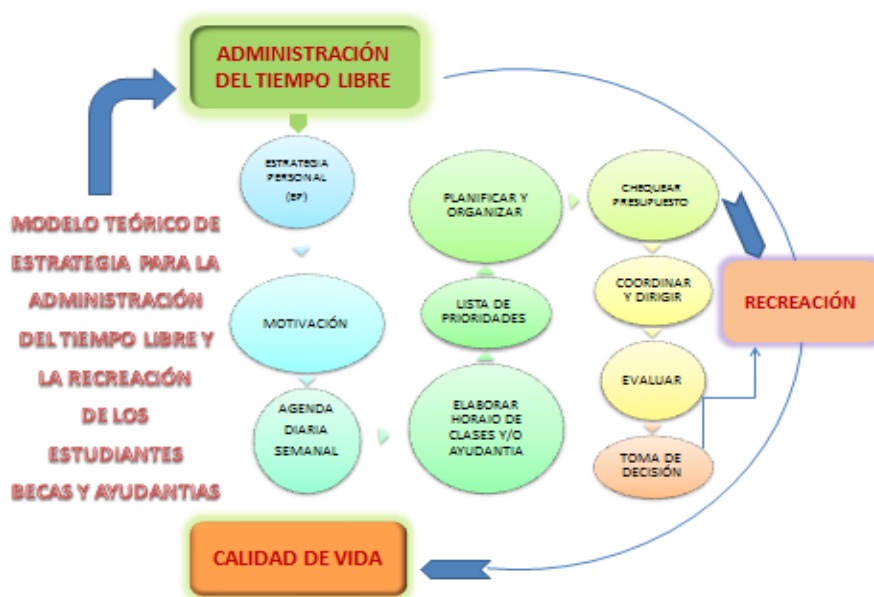 ADMINISTRACIÓN
DEL TIEMPO LIBRE
MODELO TEÓRICO DE
ESTRATEGIA PARA LA
ADMINISTRACIÓN
DEL TIEMPO LIBRE Y
LA RECREACIÓN
DE LOS
ESTUDIANTES
BECAS Y AYUDANTIAS
ESTRATEGIA
PERSONAL
(EP)
MOTIVACIÓN
AGENDA
DIARIA
SEMANAL
ELABORAR
HORAIO DE
CLASES Y/O
AYUDANTIA
LISTA DE
PRIORIDADES
PLANIFICAR Y
ORGANIZAR
CHEQUEAR
PRESUPUESTO
COORDINAR
Y DIRIGIR
EVALUAR
TOMA DE
DECISIÓN
RECREACIÓN
CALIDAD DE VIDA